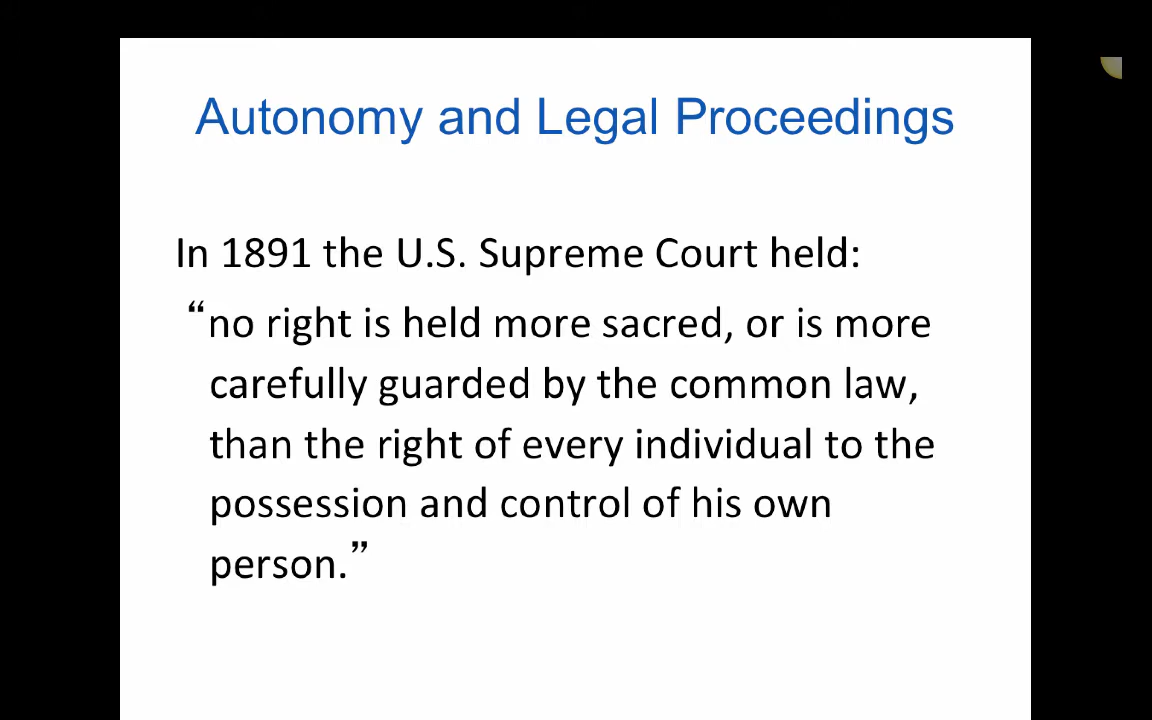 Autonomy and Legal Proceedings
In 1891 the U.S. Supreme Court held:
“no right is held more sacred, or is more
carefully guarded by the common law,
than the right of every individual to the
possession and control of his own
person.”